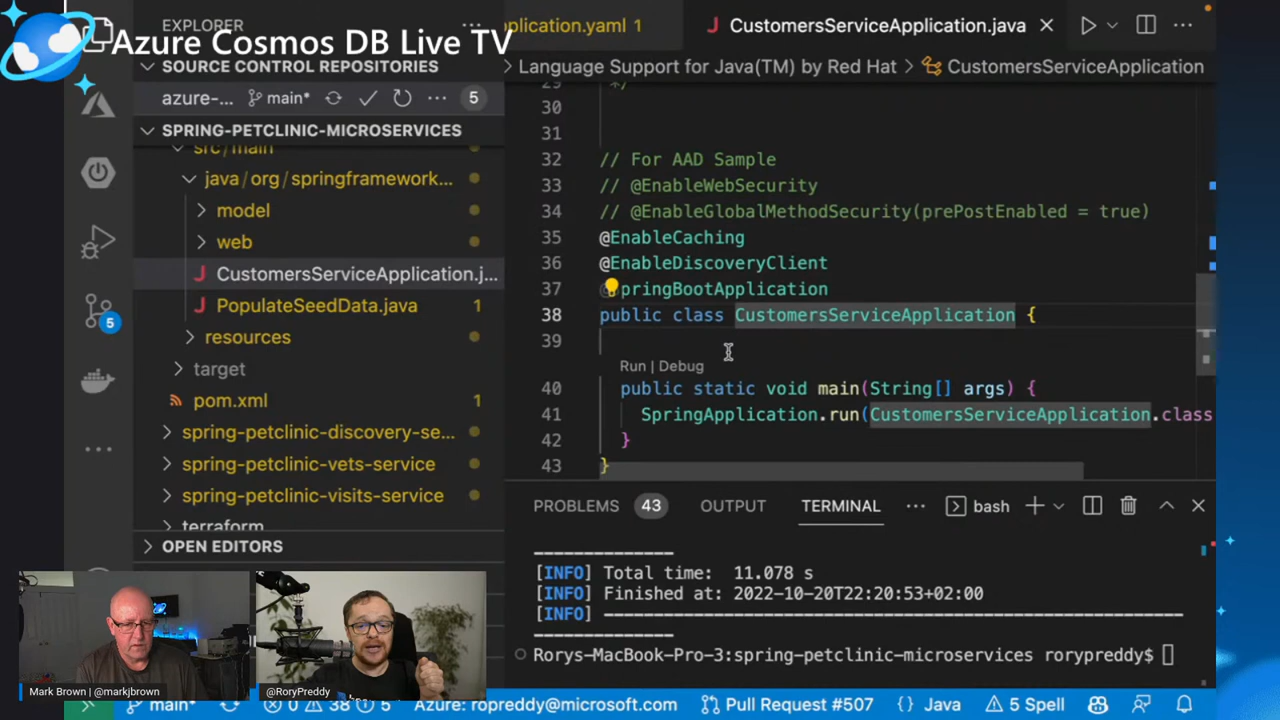 Azure Cosmos DB Live TV
EXPLORER
SOURCE CONTROL REPOSITORIES
azure-... main* 5
SPRING-PETCLINIC-MICROSERVICES
src/main
java/org/springframework...
model
web
CustomersServiceApplication.j...
PopulateSeedData.java 1
resources
target
pom.xml 1
spring-petclinic-discovery-se...
spring-petclinic-vets-service
spring-petclinic-visits-service
terraform
OPEN EDITORS
5
plication.yaml 1
CustomersServiceApplication.java
Language Support for Java(TM) by Red Hat > CustomersServiceApplication
29 */
30
31
32 // For AAD Sample
33 // @EnableWebSecurity
34 // @EnableGlobalMethodSecurity(prePostEnabled = true)
35 @EnableCaching
36 @EnableDiscoveryClient
37 @pringBootApplication
38 public class CustomersServiceApplication {
39
Run | Debug
40 public static void main(String[] args) {
41 SpringApplication.run(CustomersServiceApplication.class
42 }
43 }
PROBLEMS 43 OUTPUT TERMINAL ... bash
[INFO] Total time: 11.078 s
[INFO] Finished at: 2022-10-20T22:20:53+02:00
[INFO] ------------------------------------------------------------------------
Rorys-MacBook-Pro-3:spring-petclinic-microservices rorypreddy$
Mark Brown | @markjbrown
@RoryPreddy
main* 0 38 5 Azure: ropreddy@microsoft.com Pull Request #507 {} Java 5 Spell